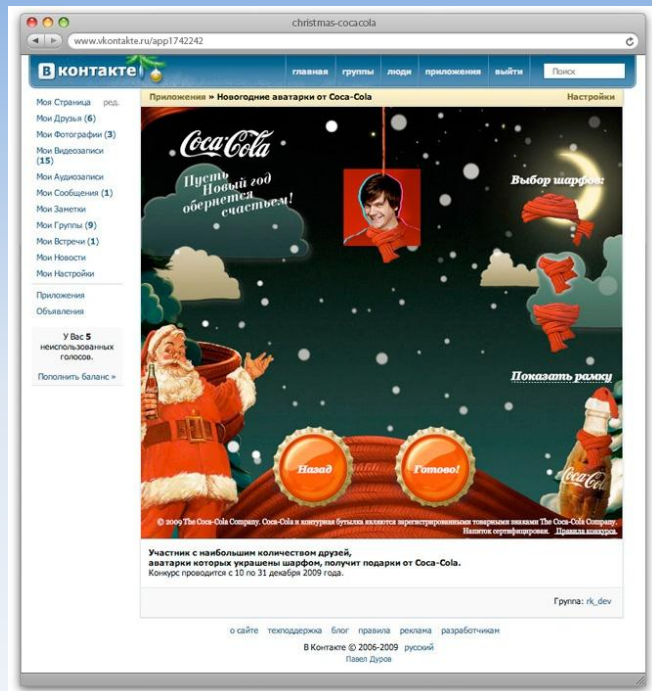 christmas-cocacola
www.vkontakte.ru/app1742242
В контакте
главная группы люди приложения выйти Поиск
Приложения » Новогодние аватарки от Coca-Cola Настройки
Моя Страница ред.
Мои Друзья (6)
Мои Фотографии (3)
Мои Видеозаписи
(15)
Мои Аудиозаписи
Мои Сообщения (1)
Мои Заметки
Мои Группы (9)
Мои Встречи (1)
Мои Новости
Мои Настройки
Приложения
Объявления
У Вас 5
неиспользованных
голосов.
Пополнить баланс »
Coca-Cola
Пусть
Новый год
обернется
счастьем!
Выбор шарфов:
Показать рамку
Coca-Cola
Назад
Готово!
© 2009 The Coca-Cola Company. Coca-Cola и контурная бутылка являются зарегистрированными товарными знаками The Coca-Cola Company.
Напиток сертифицирован. Правила конкурса.
Участник с наибольшим количеством друзей,
аватарки которых украшены шарфом, получит подарки от Coca-Cola.
Конкурс проводится с 10 по 31 декабря 2009 года.
Группа: rk_dev
о сайте техподдержка блог правила реклама разработчикам
В Контакте © 2006-2009 русский
Павел Дуров